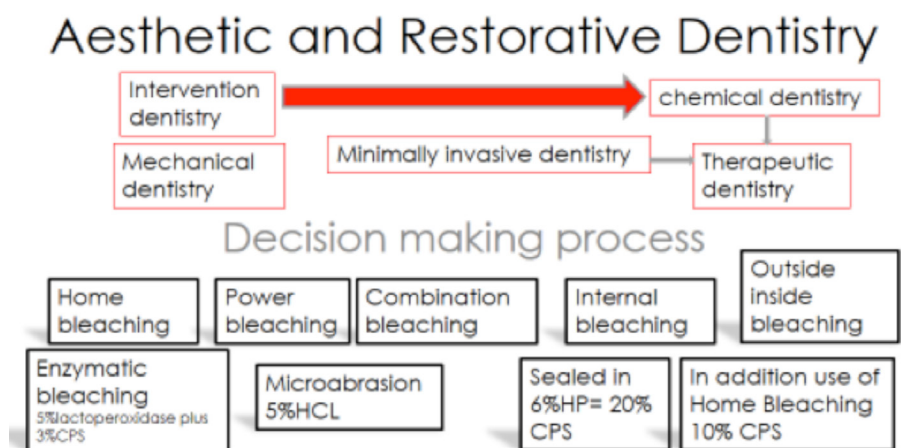 Aesthetic and Restorative Dentistry
Intervention
dentistry
chemical dentistry
Mechanical
dentistry
Minimally invasive dentistry
Therapeutic
dentistry
Decision making process
Home
bleaching
Power
bleaching
Combination
bleaching
Internal
bleaching
Outside
inside
bleaching
Enzymatic
bleaching
5%lactoperoxidase plus
3%CPS
Microabrasion
5%HCL
Sealed in
6%HP= 20%
CPS
In addition use of
Home Bleaching
10% CPS